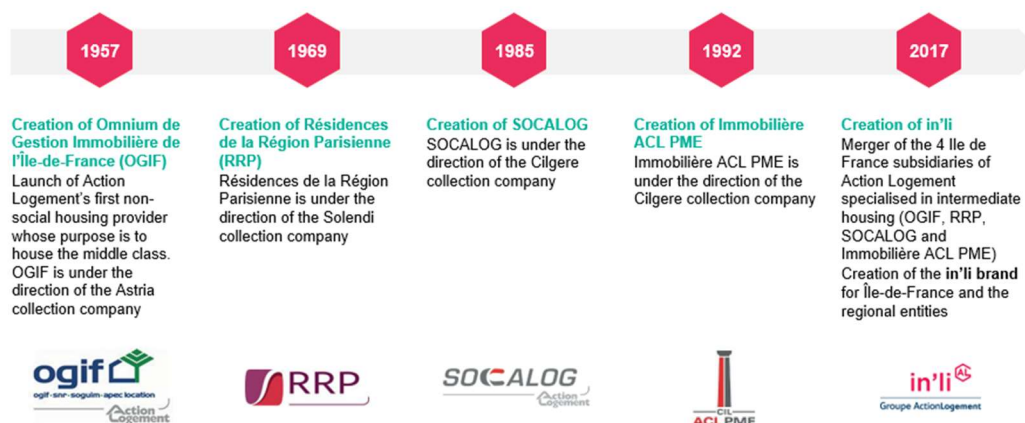 1957
1969
1985
1992
2017
Creation of Omnium de
Gestion Immobilière de
l'Île-de-France (OGIF)
Launch of Action
Logement's first non-
social housing provider
whose purpose is to
house the middle class.
OGIF is under the
direction of the Astria
collection company
Creation of Résidences
de la Région Parisienne
(RRP)
Résidences de la Région
Parisienne is under the
direction of the Solendi
collection company
Creation of SOCALOG
SOCALOG is under the
direction of the Cilgere
collection company
Creation of Immobilière
ACL PME
Immobilière ACL PME is
under the direction of the
Cilgere collection company
Creation of in'li
Merger of the 4 Ile de
France subsidiaries of
Action Logement
specialised in intermediate
housing (OGIF, RRP,
SOCALOG and
Immobilière ACL PME)
Creation of the in'li brand
for Île-de-France and the
regional entities
ogif
ogif-snr-soguim-apec location
Action
Logement
RRP
SOCALOG
Action
Logement
CIL
ACL PME
in'li
AL
Groupe ActionLogement